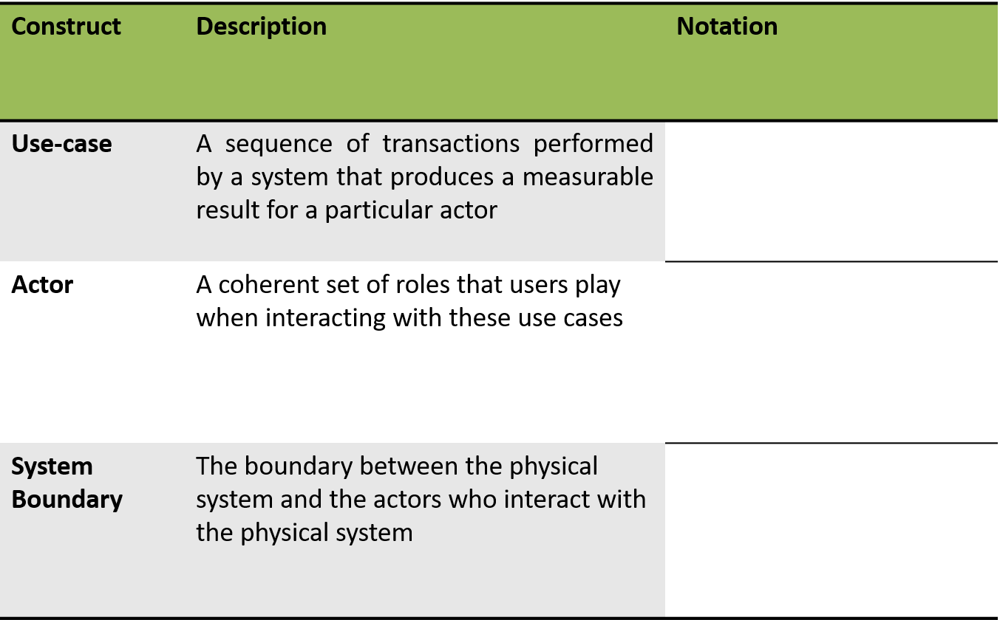 Construct Description Notation
Use-case A sequence of transactions performed
by a system that produces a measurable
result for a particular actor
Actor A coherent set of roles that users play
when interacting with these use cases
System The boundary between the physical
Boundary system and the actors who interact with
the physical system